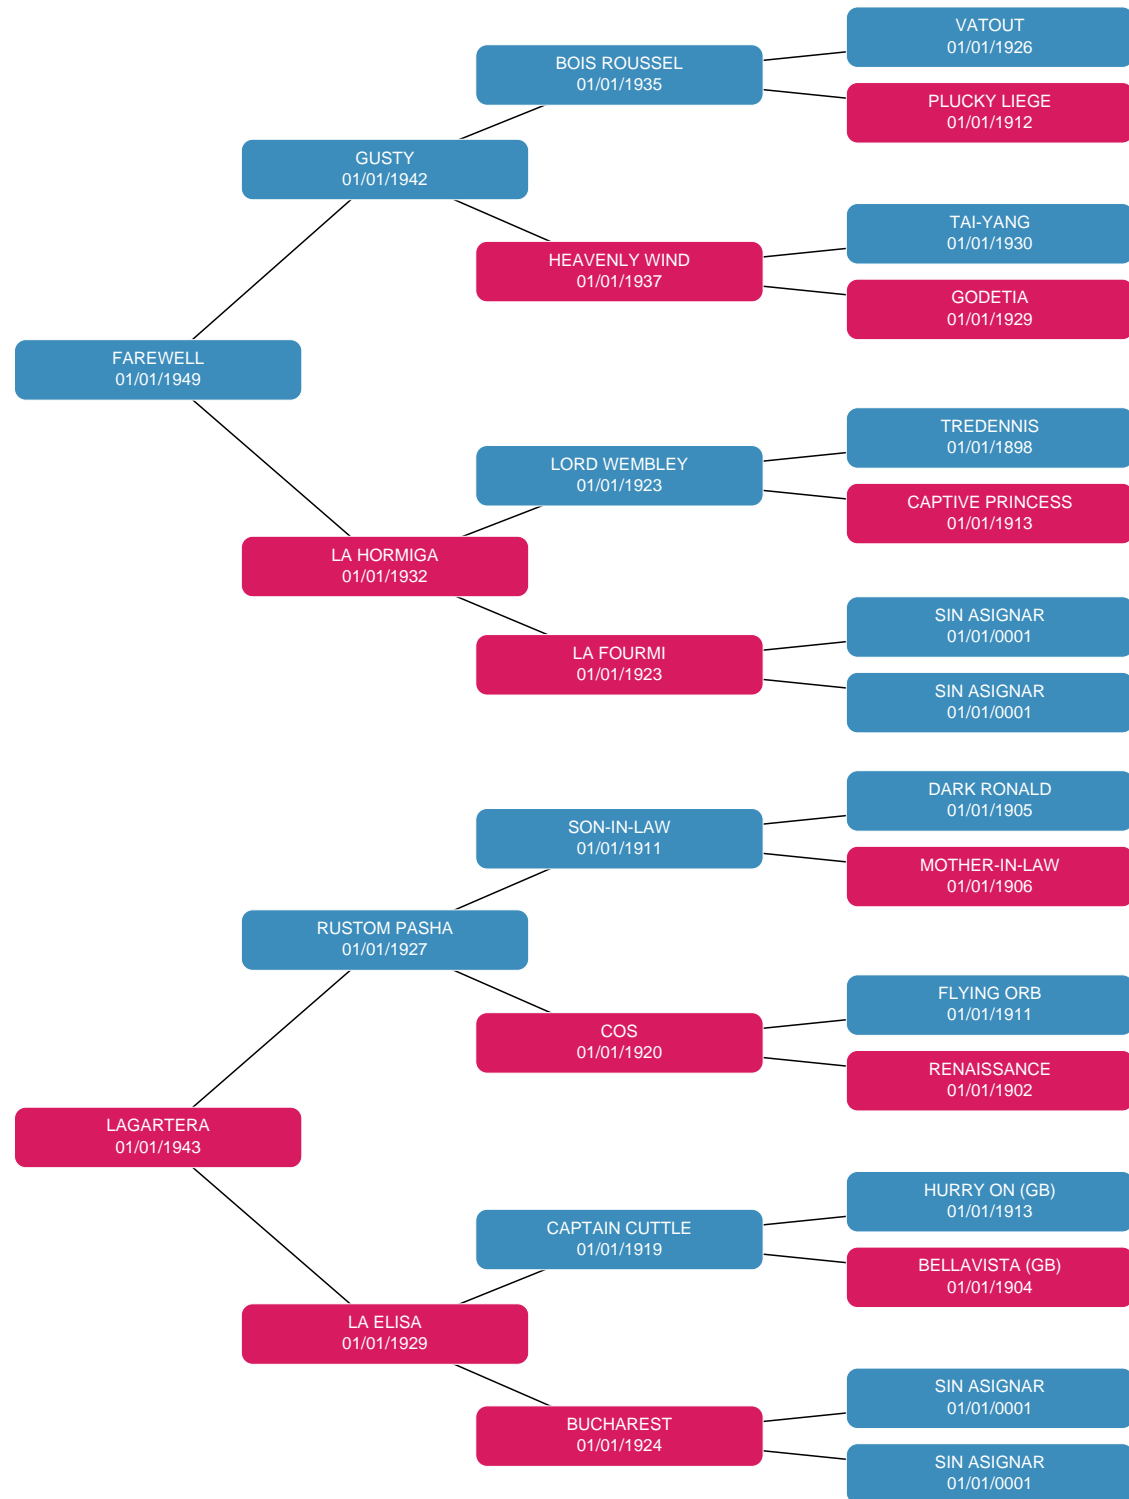 VATOUT
01/01/1926
BOIS ROUSSEL
01/01/1935
PLUCKY LIEGE
01/01/1912
GUSTY
01/01/1942
TAI-YANG
01/01/1930
HEAVENLY WIND
01/01/1937
GODETIA
01/01/1929
FAREWELL
01/01/1949
TREDENNIS
01/01/1898
LORD WEMBLEY
01/01/1923
CAPTIVE PRINCESS
01/01/1913
LA HORMIGA
01/01/1932
SIN ASIGNAR
01/01/0001
LA FOURMI
01/01/1923
SIN ASIGNAR
01/01/0001
DARK RONALD
01/01/1905
SON-IN-LAW
01/01/1911
MOTHER-IN-LAW
01/01/1906
RUSTOM PASHA
01/01/1927
FLYING ORB
01/01/1911
COS
01/01/1920
RENAISSANCE
01/01/1902
LAGARTERA
01/01/1943
HURRY ON (GB)
01/01/1913
CAPTAIN CUTTLE
01/01/1919
BELLAVISTA (GB)
01/01/1904
LA ELISA
01/01/1929
SIN ASIGNAR
01/01/0001
BUCHAREST
01/01/1924
SIN ASIGNAR
01/01/0001